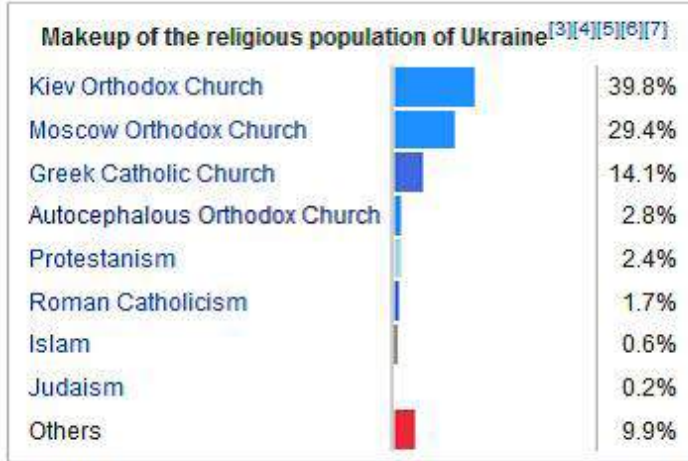 Makeup of the religious population of Ukraine[3][4][5][6][7]
Kiev Orthodox Church 39.8%
Moscow Orthodox Church 29.4%
Greek Catholic Church 14.1%
Autocephalous Orthodox Church 2.8%
Protestanism 2.4%
Roman Catholicism 1.7%
Islam 0.6%
Judaism 0.2%
Others 9.9%